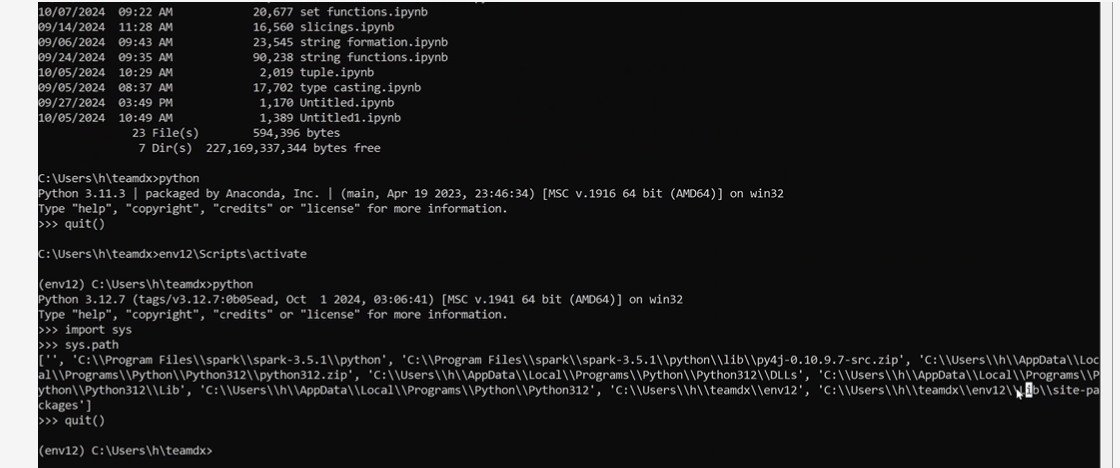 10/07/2024  09:22 AM            20,677 set functions.ipynb
09/14/2024  11:28 AM            16,560 slicings.ipynb
09/06/2024  09:43 AM            23,545 string formation.ipynb
09/24/2024  09:35 AM            90,238 string functions.ipynb
10/05/2024  10:29 AM             2,019 tuple.ipynb
09/05/2024  08:37 AM            17,702 type casting.ipynb
09/27/2024  03:49 PM             1,170 Untitled.ipynb
10/05/2024  10:49 AM             1,389 Untitled1.ipynb
23 File(s)        594,396 bytes
7 Dir(s)  227,169,337,344 bytes free
C:\Users\h\teamdx>python
Python 3.11.3 | packaged by Anaconda, Inc. | (main, Apr 19 2023, 23:46:34) [MSC v.1916 64 bit (AMD64)] on win32
Type "help", "copyright", "credits" or "license" for more information.
>>> quit()
C:\Users\h\teamdx>env12\Scripts\activate
(env12) C:\Users\h\teamdx>python
Python 3.12.7 (tags/v3.12.7:0b05ead, Oct  1 2024, 03:06:41) [MSC v.1941 64 bit (AMD64)] on win32
Type "help", "copyright", "credits" or "license" for more information.
>>> import sys
>>> sys.path
['', 'C:\\Program Files\\spark\\spark-3.5.1\\python', 'C:\\Program Files\\spark\\spark-3.5.1\\python\\lib\\py4j-0.10.9.7-src.zip', 'C:\\Users\\h\\AppData\\Loc
al\\Programs\\Python\\Python312\\python312.zip', 'C:\\Users\\h\\AppData\\Local\\Programs\\Python\\Python312\\DLLs', 'C:\\Users\\h\\AppData\\Local\\Programs\\P
ython\\Python312\\Lib', 'C:\\Users\\h\\AppData\\Local\\Programs\\Python\\Python312', 'C:\\Users\\h\\teamdx\\env12', 'C:\\Users\\h\\teamdx\\env12\\Lib\\site-pa
ckages']
>>> quit()
(env12) C:\Users\h\teamdx>